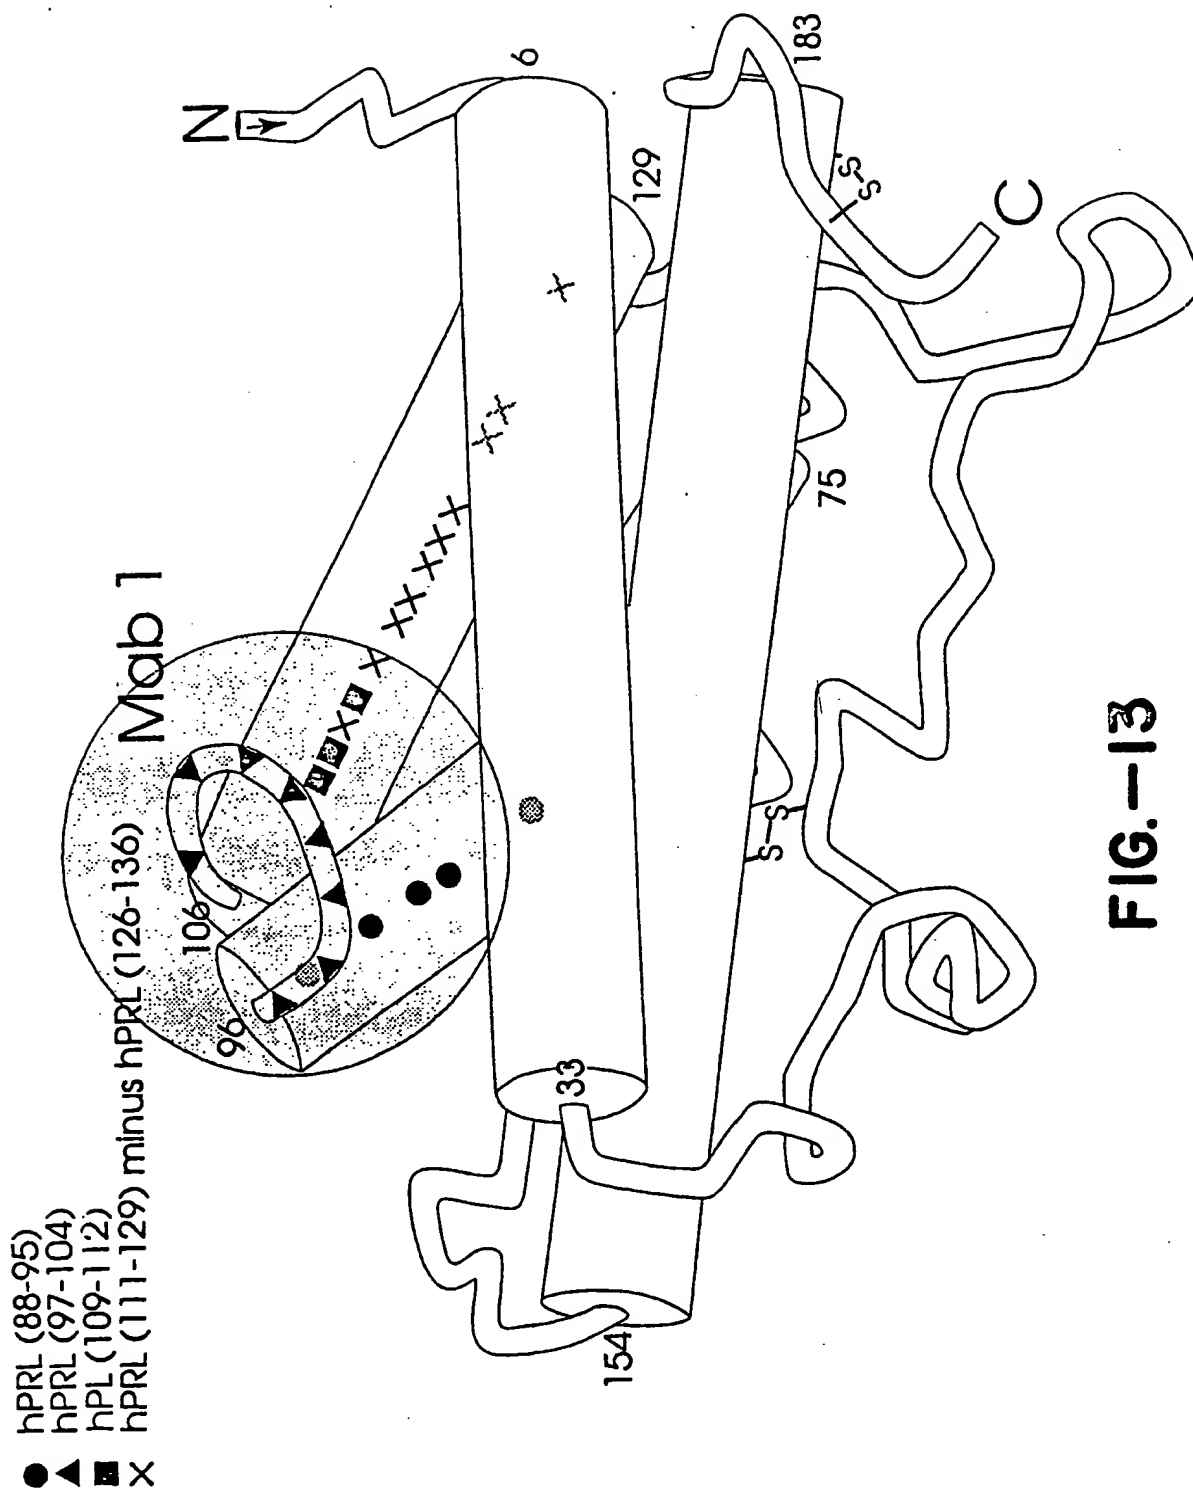 ● hPRL (88-95)
▲ hPRL (97-104)
■ hPL (109-112)
X hPRL (111-129) minus hPRL (126-136)
Mab 1
N
6
183
129
106
96
33
75
S-S
S-S
C
154
FIG.—13